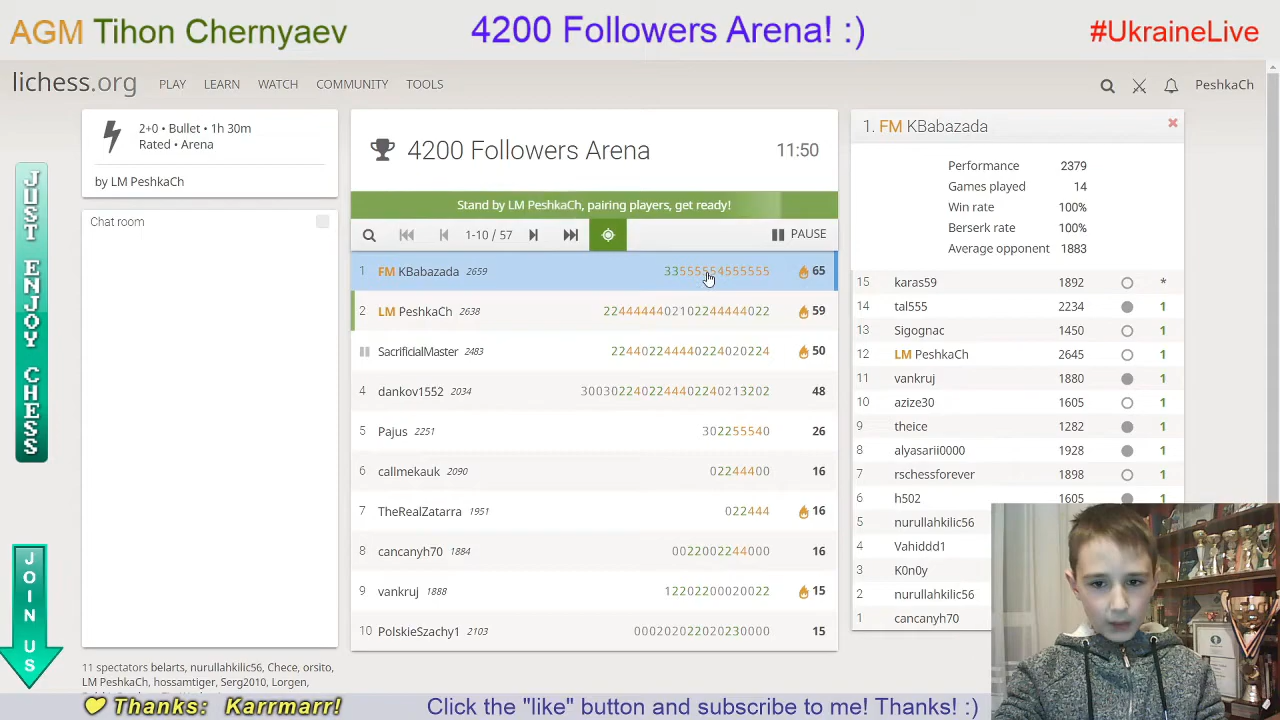 AGM Tihon Chernyaev
4200 Followers Arena! :)
#UkraineLive
lichess.org
PLAY LEARN WATCH COMMUNITY TOOLS
PeshkaCh
2+0 • Bullet • 1h 30m
Rated • Arena
by LM PeshkaCh
Chat room
JUST ENJOY CHESS
JOIN US
4200 Followers Arena 11:50
Stand by LM PeshkaCh, pairing players, get ready!
1-10 / 57 PAUSE
1 FM KBabazada 2659 33555554555555 65
2 LM PeshkaCh 2638 2244444402102244444022 59
SacrificialMaster 2483 224402244440224020224 50
dankov1552 2034 4 3003022402244402240213202 48
5 Pajus 2251 302255540 26
6 callmekauk 2090 02244400 16
7 TheRealZatarra 1951 022444 16
8 cancanyh70 1884 0022002244000 16
9 vankruj 1888 12202200020022 15
10 PolskieSzachy1 2103 000202022020230000 15
11 spectators belarts, nurullahkilic56, Chece, orsito,
LM PeshkaCh, hossamtiger, Serg2010, Lorgen,
1. FM KBabazada
Performance 2379
Games played 14
Win rate 100%
Berserk rate 100%
Average opponent 1883
15 karas59 1892 *
14 tal555 2234 1
13 Sigognac 1450 1
12 LM PeshkaCh 2645 1
11 vankruj 1880 1
10 azize30 1605 1
9 theice 1282 1
8 alyasarii0000 1928 1
7 rschessforever 1898 1
6 h502 1605 1
5 nurullahkilic56
4 Vahiddd1
3 K0n0y
2 nurullahkilic56
1 cancanyh70
Thanks: Karrmarr!
Click the "like" button and subscribe to me! Thanks! :)